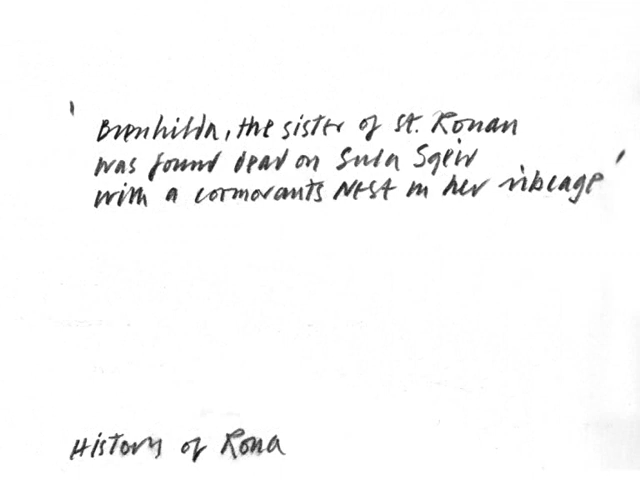 ' Brenhilda, the sister of St. Ronan
was found dead on Sula Sgeir
with a cormorants NEST in her ribcage '
History of Rona